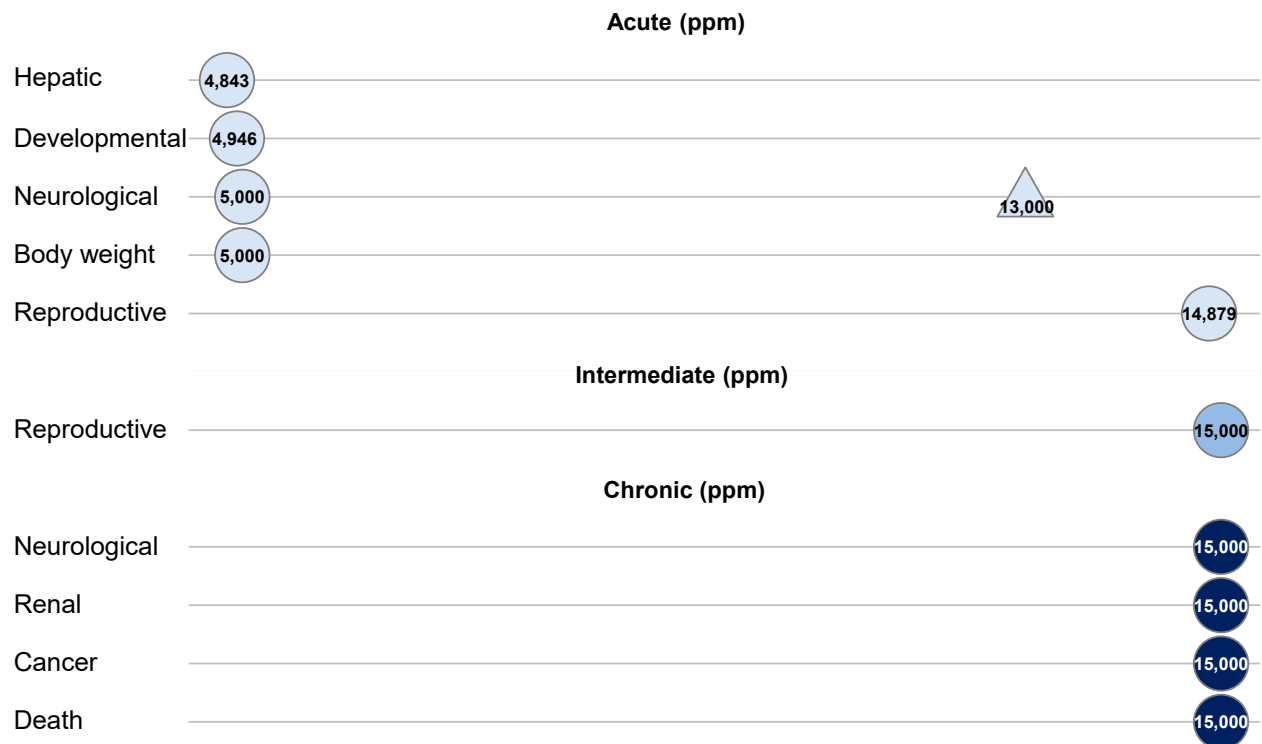 Acute (ppm)
Hepatic 4,843
Developmental 4,946
Neurological 5,000 13,000
Body weight 5,000
Reproductive 14,879
Intermediate (ppm)
Reproductive 15,000
Chronic (ppm)
Neurological 15,000
Renal 15,000
Cancer 15,000
Death 15,000